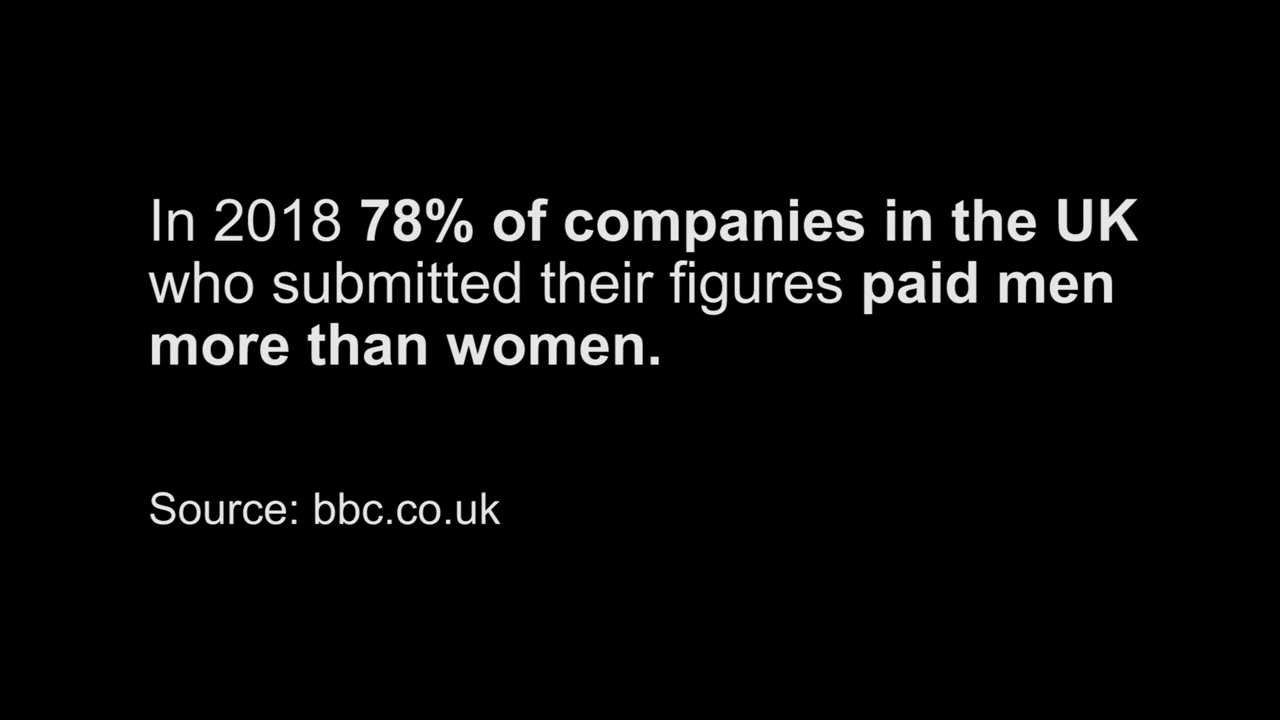 In 2018 78% of companies in the UK
who submitted their figures paid men
more than women.
Source: bbc.co.uk